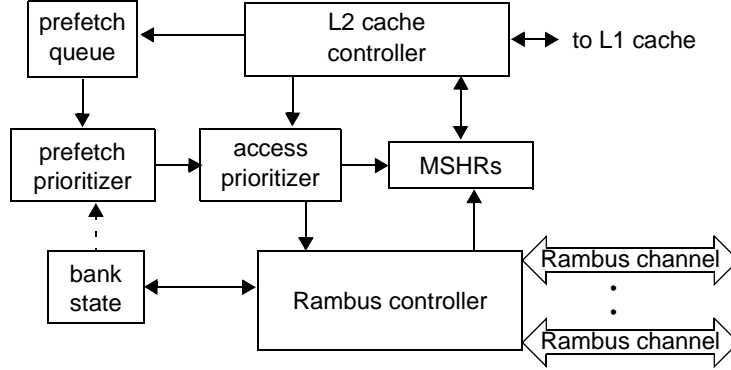 prefetch
queue
L2 cache
controller
to L1 cache
prefetch
prioritizer
access
prioritizer
MSHRs
bank
state
Rambus controller
Rambus channel
Rambus channel